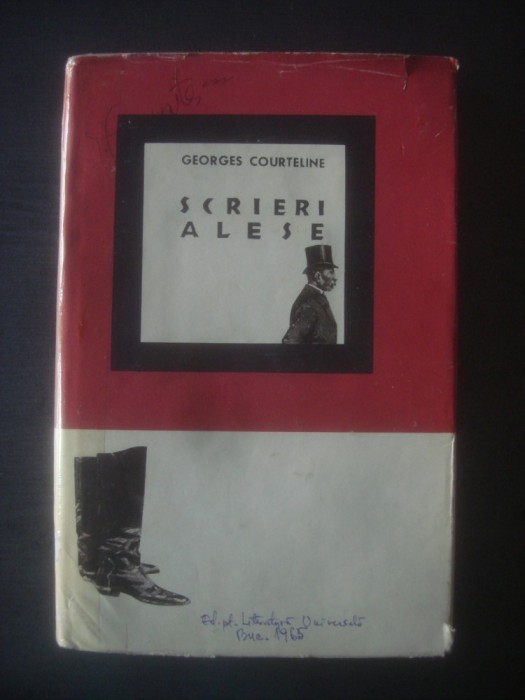 GEORGES COURTELINE
SCRIERI
ALESE
Ed. pt. Literatură Universală
Buc. 1965